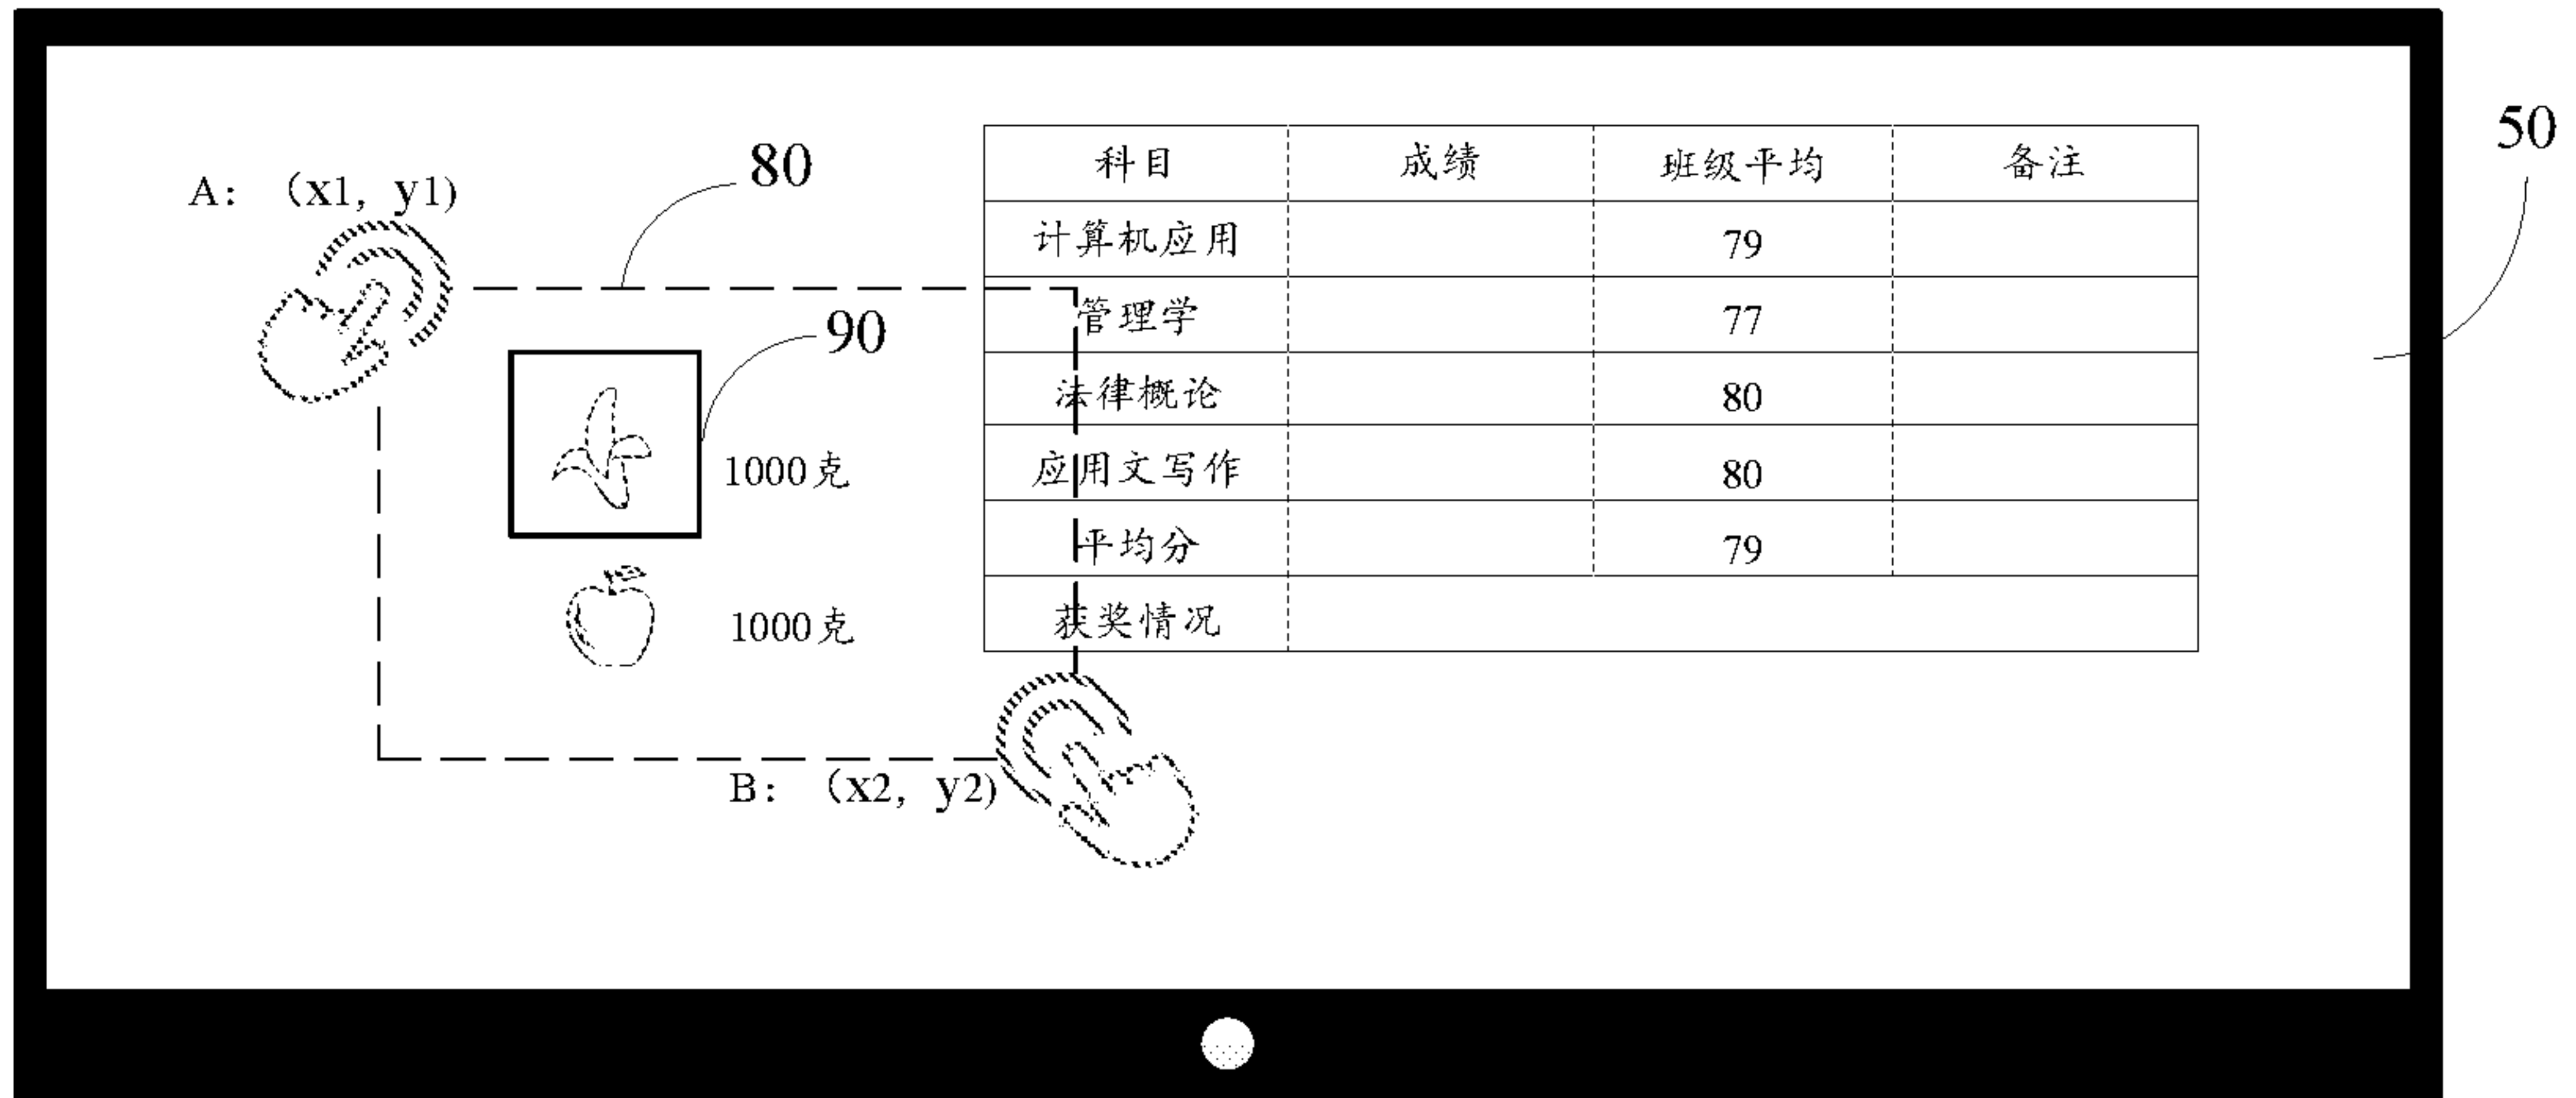 50
80
A: (x1, y1)
90
1000克
1000克
B: (x2, y2)
科目 成绩 班级平均 备注
计算机应用 79
管理学 77
法律概论 80
应用文写作 80
平均分 79
获奖情况